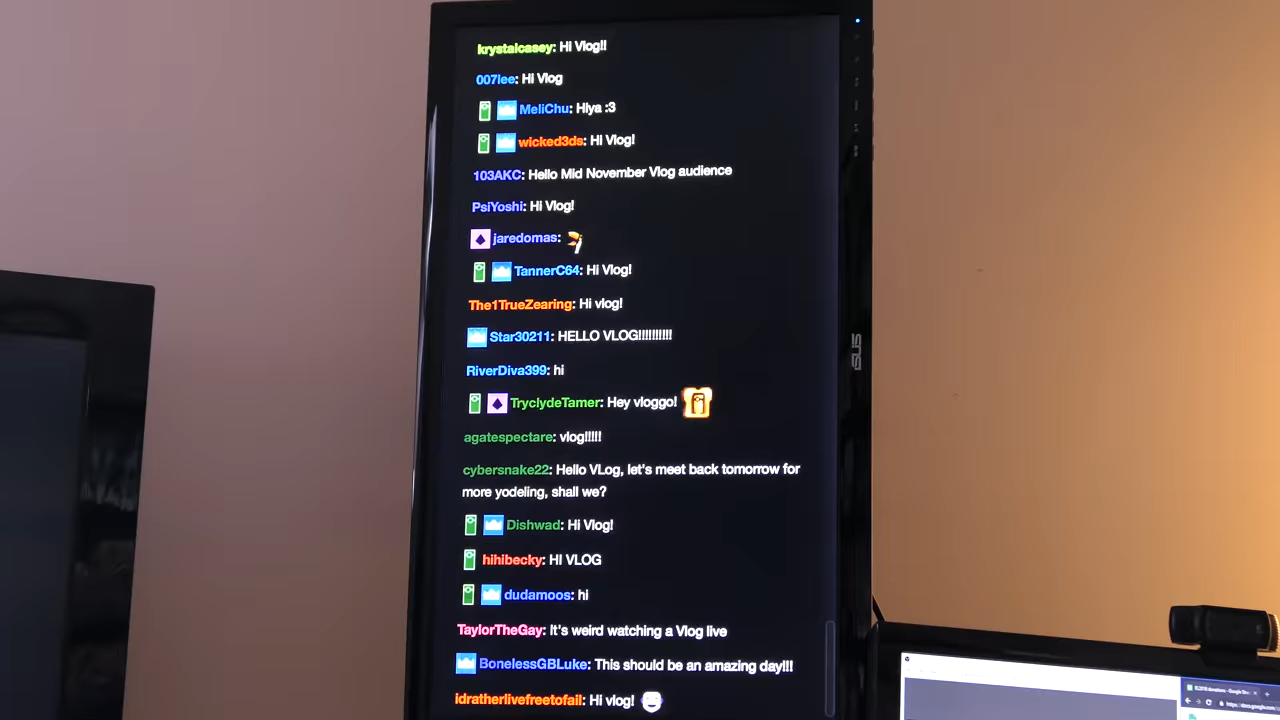 krystalcasey: Hi Vlog!!
007lee: Hi Vlog
MeliChu: Hiya :3
wicked3ds: Hi Vlog!
103AKC: Hello Mid November Vlog audience
PsiYoshi: Hi Vlog!
jaredomas:
TannerC64: Hi Vlog!
The1TrueZearing: Hi vlog!
Star30211: HELLO VLOG!!!!!!!!!!
ASUS
RiverDiva399: hi
TryclydeTamer: Hey vloggo!
agatespectare: vlog!!!!!
cybersnake22: Hello VLog, let's meet back tomorrow for
more yodeling, shall we?
Dishwad: Hi Vlog!
hihibecky: HI VLOG
dudamoos: hi
TaylorTheGay: It's weird watching a Vlog live
BonelessGBLuke: This should be an amazing day!!!
idratherlivefreetofail: Hi vlog!